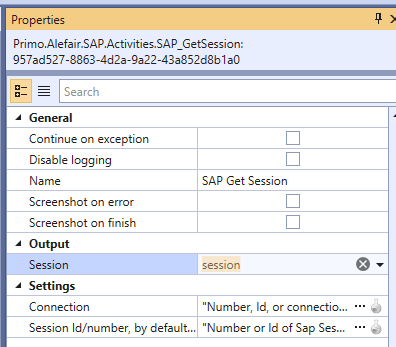 Properties
Primo.Alefair.SAP.Activities.SAP_GetSession:
957ad527-8863-4d2a-9a22-43a852d8b1a0
Search
General
Continue on exception
Disable logging
Name SAP Get Session
Screenshot on error
Screenshot on finish
Output
Session session
Settings
Connection "Number, Id, or connectio... ...
Session Id/number, by default... "Number or Id of Sap Ses... ...